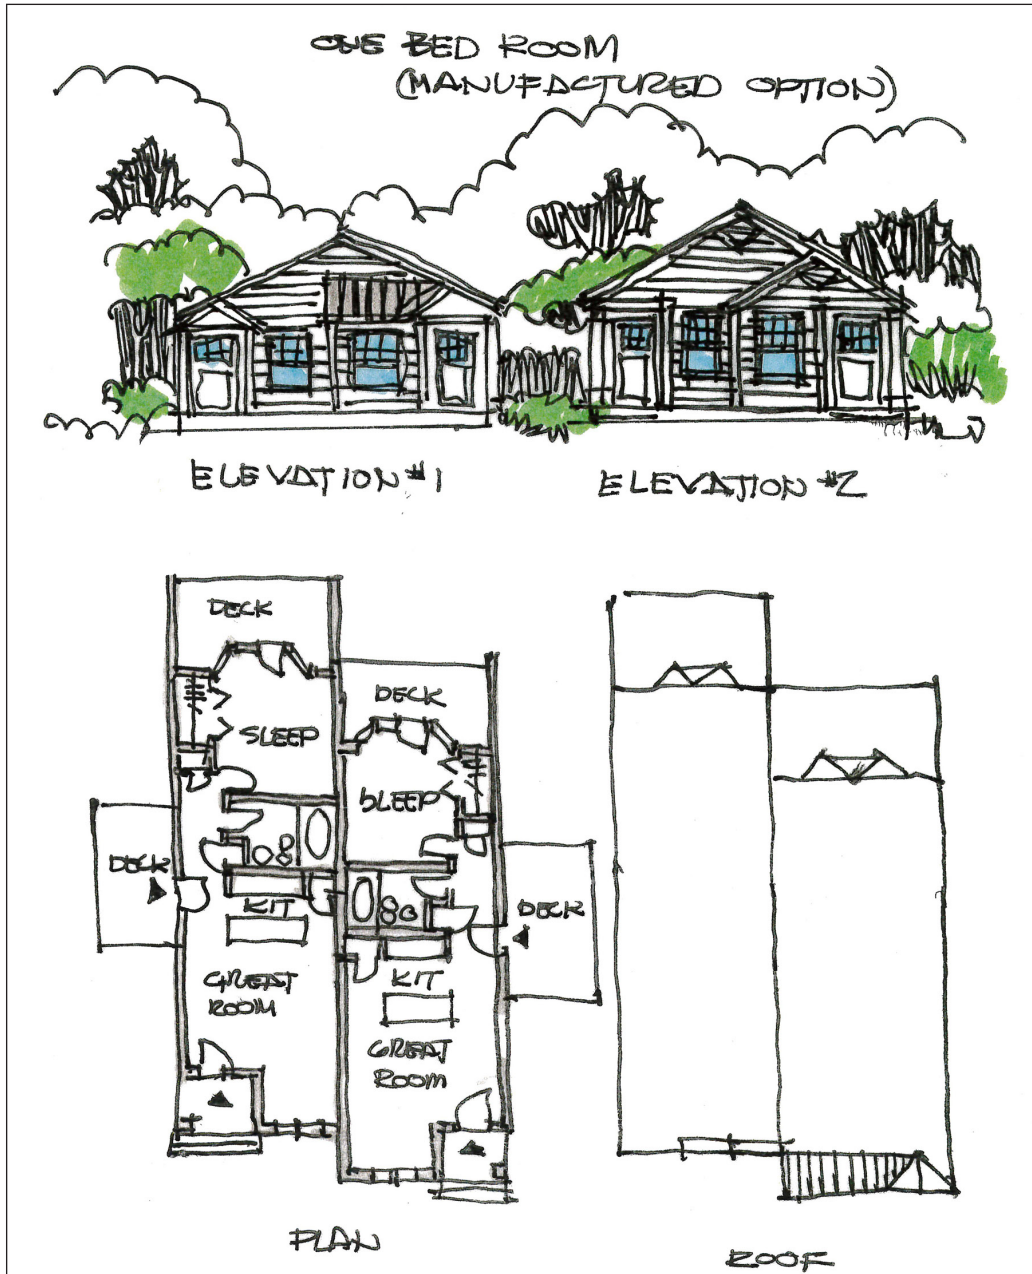 ONE BED ROOM
(MANUFACTURED OPTION)
ELEVATION #1
ELEVATION #2
DECK
DECK
SLEEP
SLEEP
DECK
KIT
DECK
GREAT
ROOM
KIT
GREAT
ROOM
PLAN
ROOF